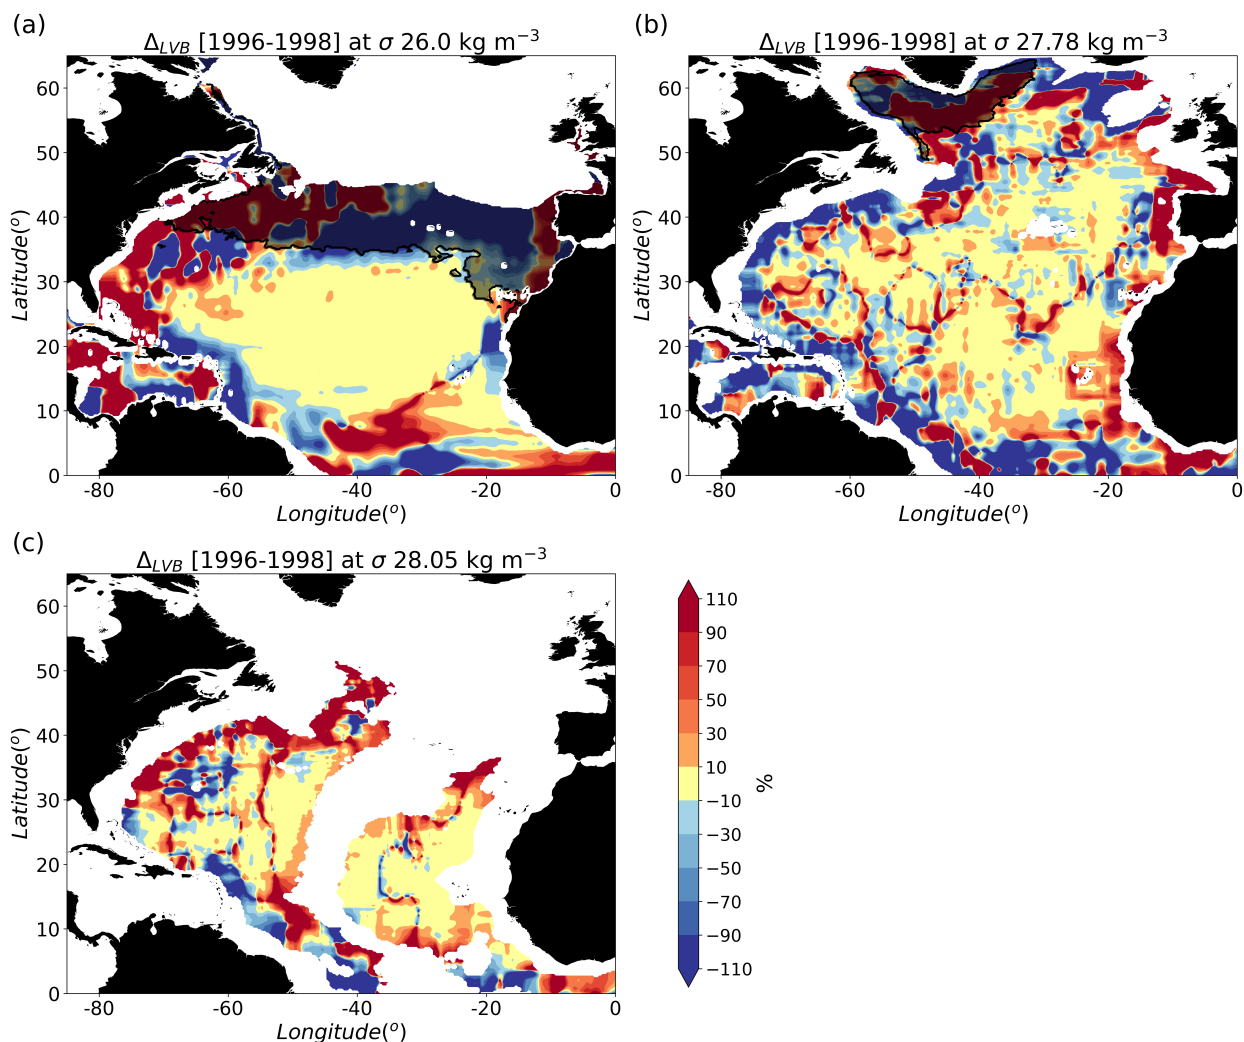 (a)
Δ_LVB [1996-1998] at σ 26.0 kg m⁻³
60
50
40
30
20
10
0
Latitude(ᵒ)
-80 -60 -40 -20 0
Longitude(ᵒ)
(b)
Δ_LVB [1996-1998] at σ 27.78 kg m⁻³
60
50
40
30
20
10
0
Latitude(ᵒ)
-80 -60 -40 -20 0
Longitude(ᵒ)
(c)
Δ_LVB [1996-1998] at σ 28.05 kg m⁻³
60
50
40
30
20
10
0
Latitude(ᵒ)
-80 -60 -40 -20 0
Longitude(ᵒ)
110
90
70
50
30
10
−10
−30
−50
−70
−90
−110
%